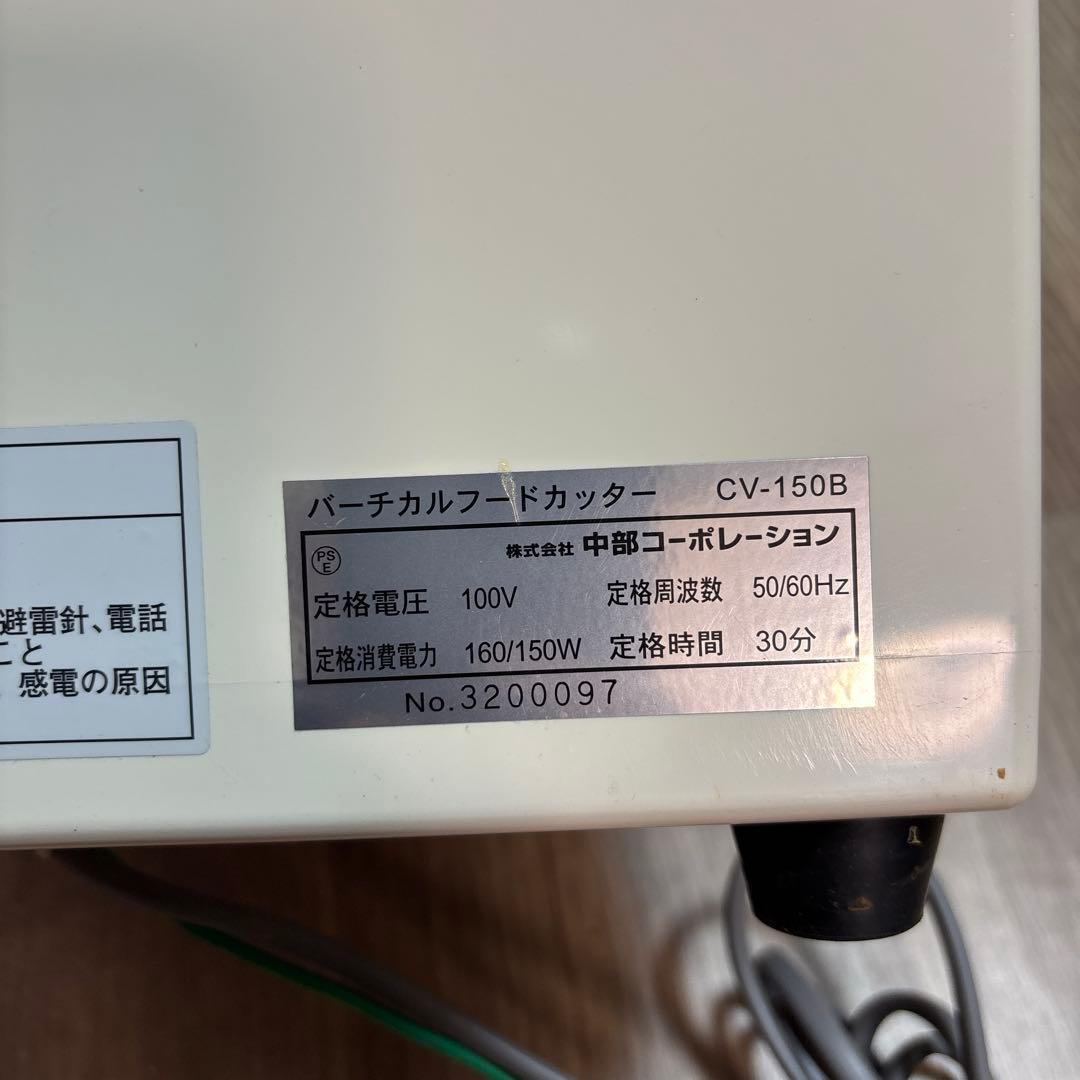 バーチカルフードカッター CV-150B
PS
E
株式会社 中部コーポレーション
定格電圧 100V 定格周波数 50/60Hz
定格消費電力 160/150W 定格時間 30分
No.3200097
避雷針、電話
こと
感電の原因